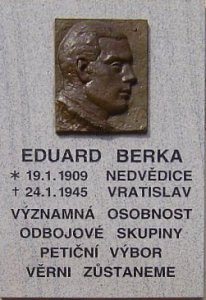 EDUARD BERKA
* 19.1.1909 NEDVĚDICE
† 24.1.1945 VRATISLAV
VÝZNAMNÁ OSOBNOST
ODBOJOVÉ SKUPINY
PETIČNÍ VÝBOR
VĚRNI ZŮSTANEME